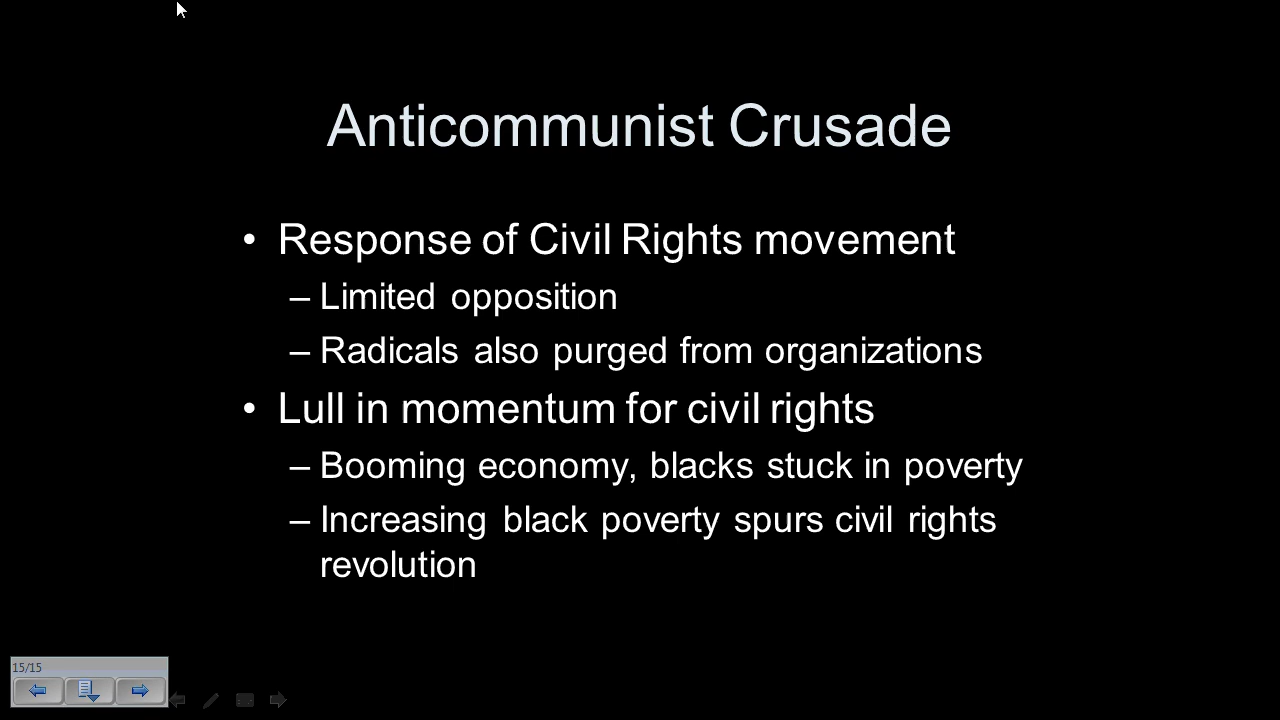 Anticommunist Crusade
• Response of Civil Rights movement
– Limited opposition
– Radicals also purged from organizations
• Lull in momentum for civil rights
– Booming economy, blacks stuck in poverty
– Increasing black poverty spurs civil rights
revolution
15/15